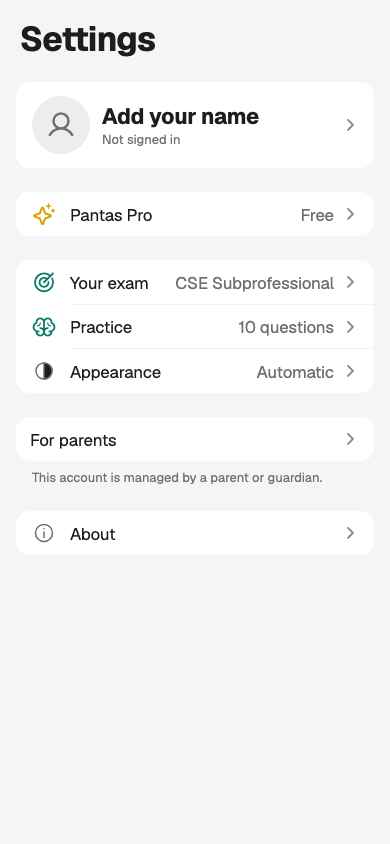 Settings
Add your name
Not signed in
Pantas Pro Free
Your exam CSE Subprofessional
Practice 10 questions
Appearance Automatic
For parents
This account is managed by a parent or guardian.
About